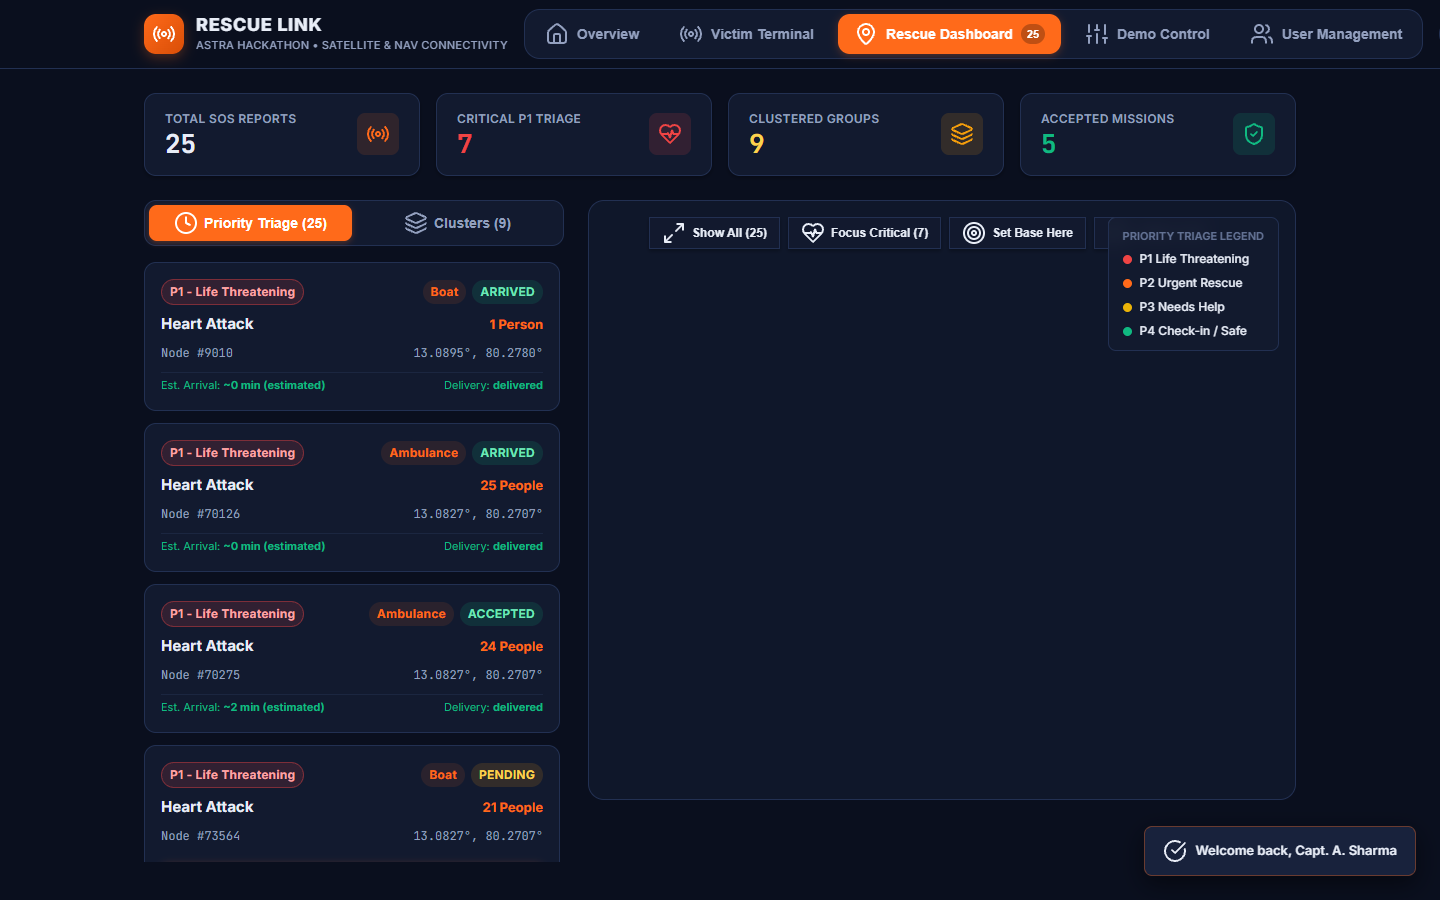 RESCUE LINK
ASTRA HACKATHON • SATELLITE & NAV CONNECTIVITY
Overview
Victim Terminal
Rescue Dashboard 25
Demo Control
User Management
TOTAL SOS REPORTS
25
CRITICAL P1 TRIAGE
7
CLUSTERED GROUPS
9
ACCEPTED MISSIONS
5
Priority Triage (25)
Clusters (9)
P1 - Life Threatening Boat ARRIVED
Heart Attack 1 Person
Node #9010 13.0895°, 80.2780°
Est. Arrival: ~0 min (estimated) Delivery: delivered
P1 - Life Threatening Ambulance ARRIVED
Heart Attack 25 People
Node #70126 13.0827°, 80.2707°
Est. Arrival: ~0 min (estimated) Delivery: delivered
P1 - Life Threatening Ambulance ACCEPTED
Heart Attack 24 People
Node #70275 13.0827°, 80.2707°
Est. Arrival: ~2 min (estimated) Delivery: delivered
P1 - Life Threatening Boat PENDING
Heart Attack 21 People
Node #73564 13.0827°, 80.2707°
Show All (25)
Focus Critical (7)
Set Base Here
PRIORITY TRIAGE LEGEND
P1 Life Threatening
P2 Urgent Rescue
P3 Needs Help
P4 Check-in / Safe
Welcome back, Capt. A. Sharma